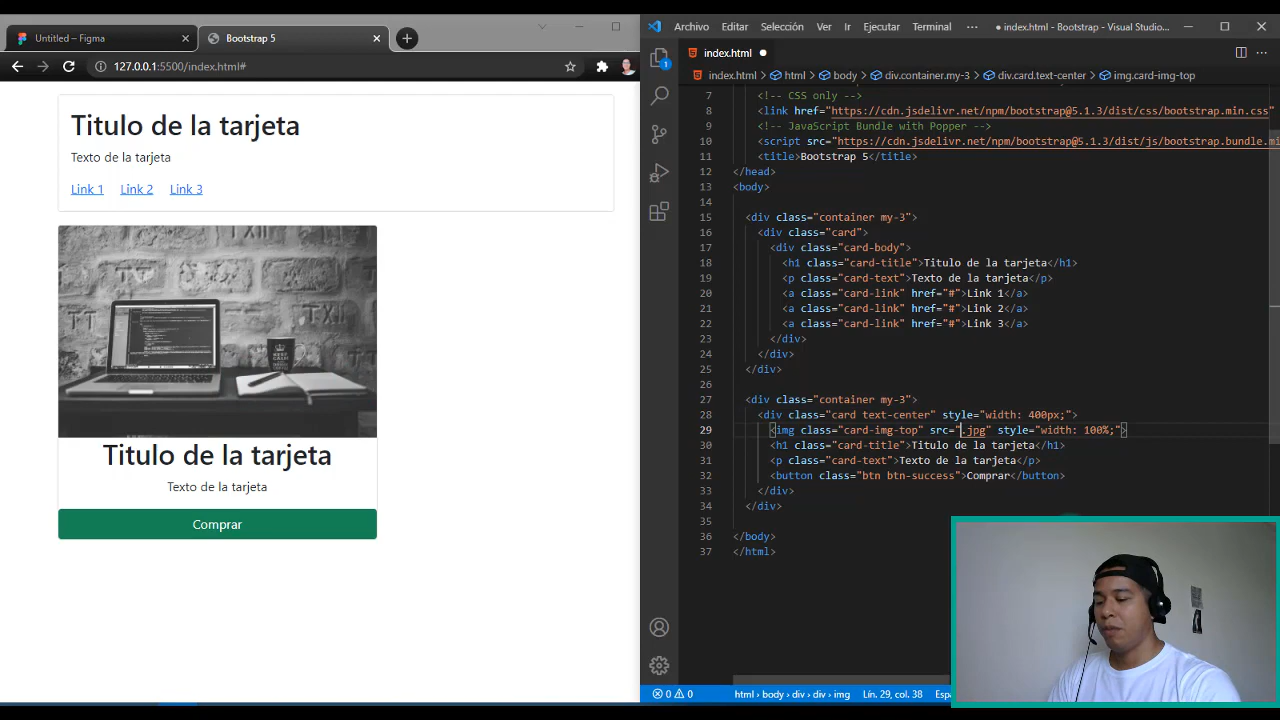 Untitled – Figma
Bootstrap 5
127.0.0.1:5500/index.html#
Titulo de la tarjeta
Texto de la tarjeta
Link 1 Link 2 Link 3
Titulo de la tarjeta
Texto de la tarjeta
Comprar
Archivo Editar Selección Ver Ir Ejecutar Terminal ··· ● index.html - Bootstrap - Visual Studio...
index.html
index.html > html > body > div.container.my-3 > div.card.text-center > img.card-img-top
1
7
8
9
10
11
12
13
14
15
16
17
18
19
20
21
22
23
24
25
26
27
28
29
30
31
32
33
34
35
36
37
<!-- CSS only -->
<link href="https://cdn.jsdelivr.net/npm/bootstrap@5.1.3/dist/css/bootstrap.min.css"
<!-- JavaScript Bundle with Popper -->
<script src="https://cdn.jsdelivr.net/npm/bootstrap@5.1.3/dist/js/bootstrap.bundle.mi
<title>Bootstrap 5</title>
</head>
<body>
<div class="container my-3">
<div class="card">
<div class="card-body">
<h1 class="card-title">Titulo de la tarjeta</h1>
<p class="card-text">Texto de la tarjeta</p>
<a class="card-link" href="#">Link 1</a>
<a class="card-link" href="#">Link 2</a>
<a class="card-link" href="#">Link 3</a>
</div>
</div>
</div>
<div class="container my-3">
<div class="card text-center" style="width: 400px;">
<img class="card-img-top" src=".jpg" style="width: 100%;">
<h1 class="card-title">Titulo de la tarjeta</h1>
<p class="card-text">Texto de la tarjeta</p>
<button class="btn btn-success">Comprar</button>
</div>
</div>
</body>
</html>
0 0 html > body > div > div > img Lín. 29, col. 38 Espa